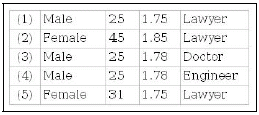 (1) Male 25 1.75 Lawyer
(2) Female 45 1.85 Lawyer
(3) Male 25 1.78 Doctor
(4) Male 25 1.78 Engineer
(5) Female 31 1.75 Lawyer